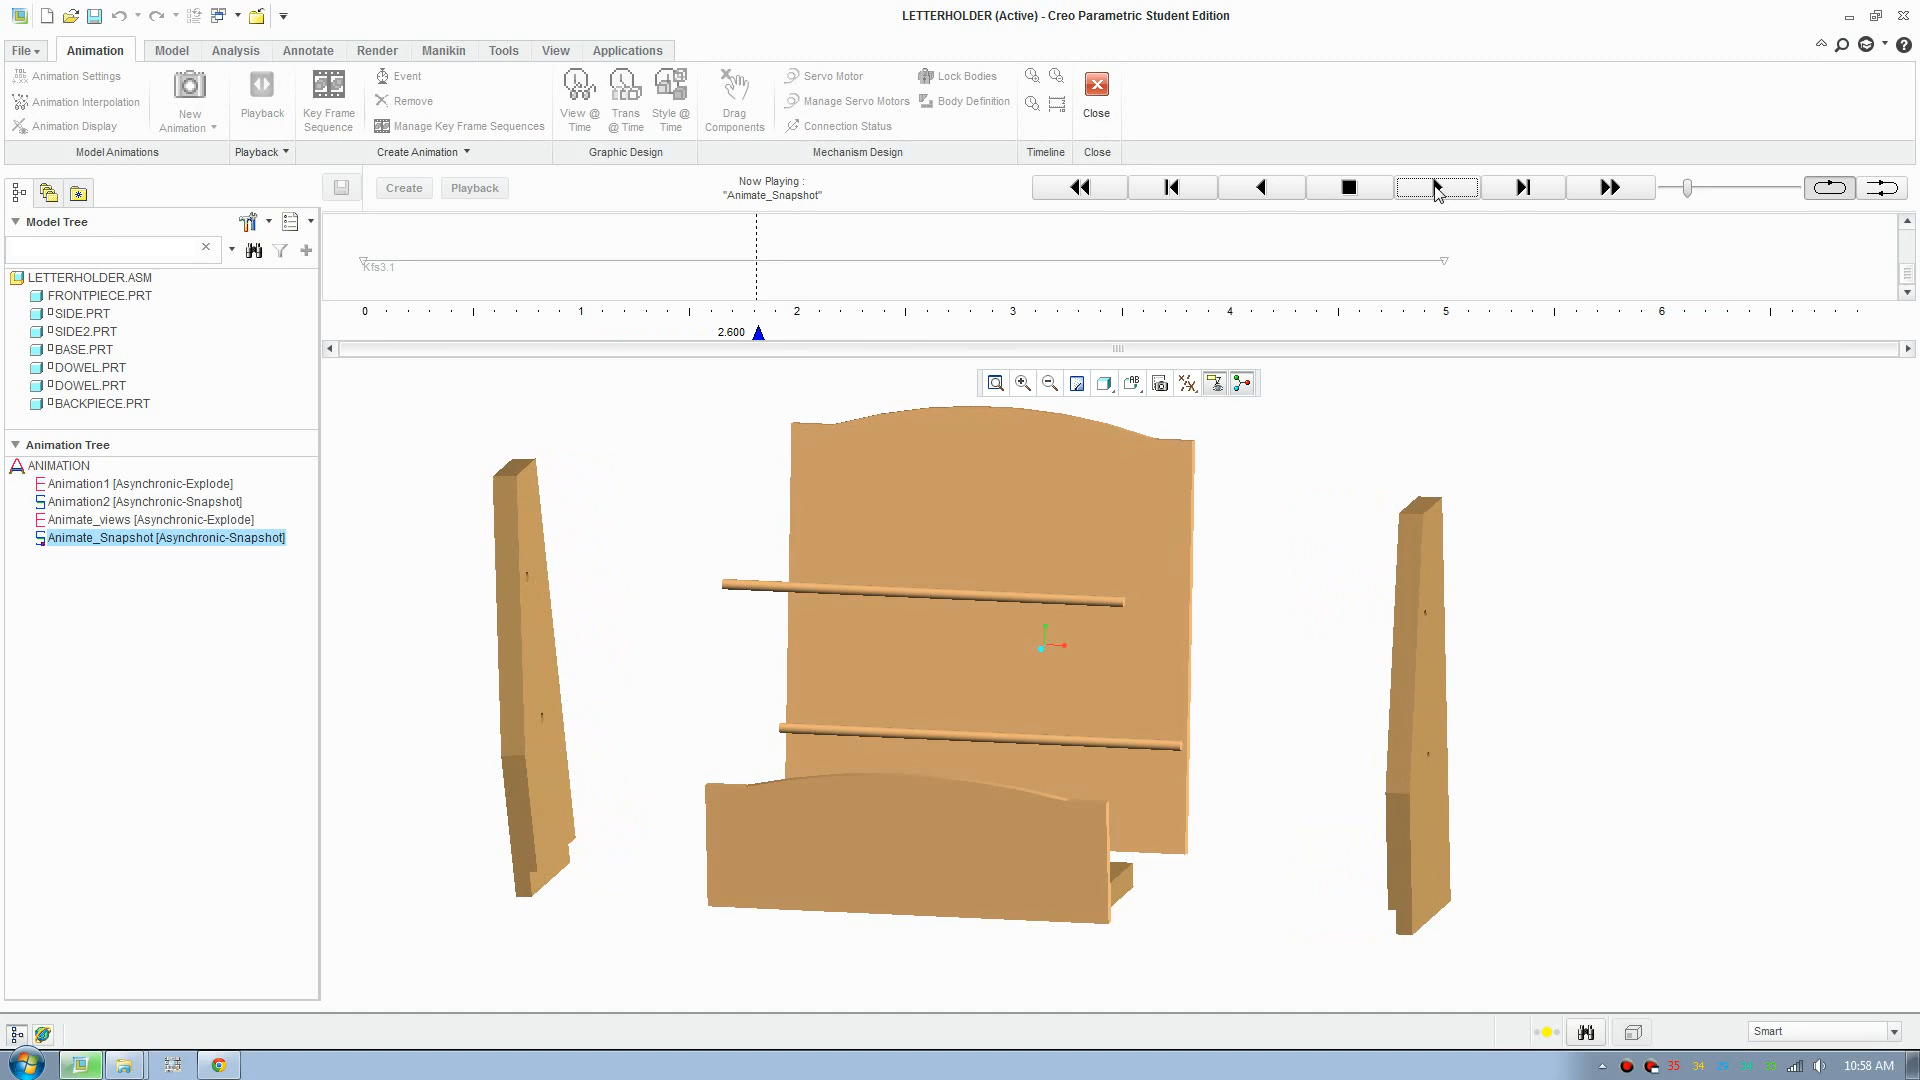 LETTERHOLDER (Active) - Creo Parametric Student Edition
File
Animation
Model
Analysis
Annotate
Render
Manikin
Tools
View
Applications
Animation Settings
Animation Interpolation
Animation Display
New
Animation
Playback
Key Frame
Sequence
Event
Remove
Manage Key Frame Sequences
View @
Time
Trans
@ Time
Style @
Time
Drag
Components
Servo Motor
Manage Servo Motors
Connection Status
Lock Bodies
Body Definition
Close
Model Animations
Playback
Create Animation
Graphic Design
Mechanism Design
Timeline
Close
Create
Playback
Now Playing :
"Animate_Snapshot"
Model Tree
Kfs3.1
0 1 2 3 4 5 6
2.600
LETTERHOLDER.ASM
FRONTPIECE.PRT
SIDE.PRT
SIDE2.PRT
BASE.PRT
DOWEL.PRT
DOWEL.PRT
BACKPIECE.PRT
Animation Tree
ANIMATION
Animation1 [Asynchronic-Explode]
Animation2 [Asynchronic-Snapshot]
Animate_views [Asynchronic-Explode]
Animate_Snapshot [Asynchronic-Snapshot]
Smart
35 34
10:58 AM